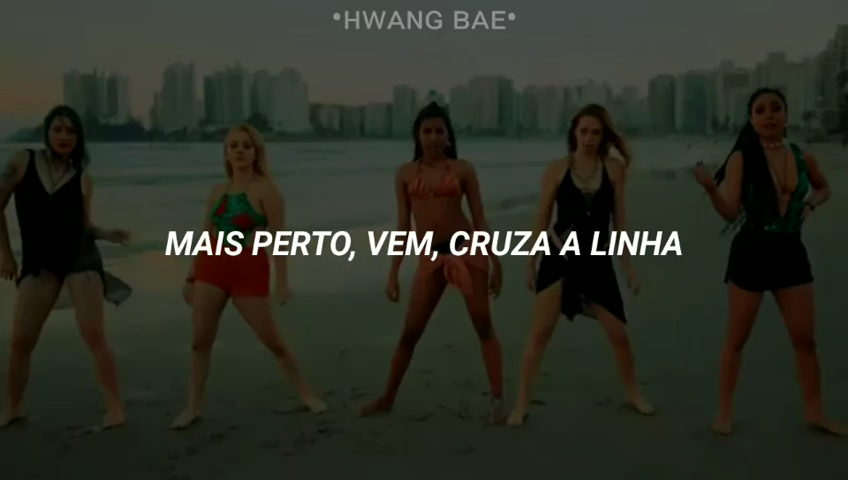 •HWANG BAE•
MAIS PERTO, VEM, CRUZA A LINHA